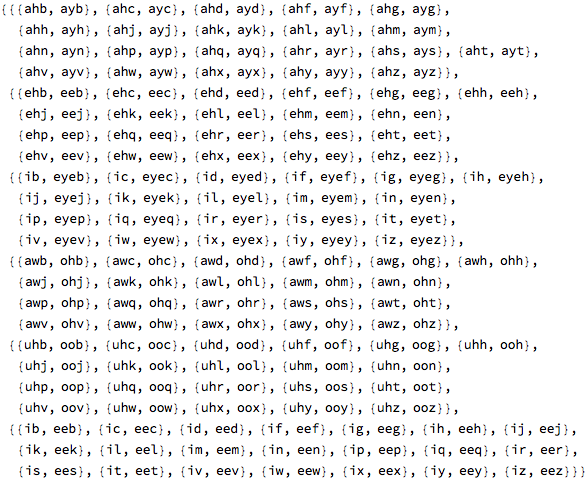 {{{ahb, ayb}, {ahc, ayc}, {ahd, ayd}, {ahf, ayf}, {ahg, ayg},
{ahh, ayh}, {ahj, ayj}, {ahk, ayk}, {ahl, ayl}, {ahm, aym},
{ahn, ayn}, {ahp, ayp}, {ahq, ayq}, {ahr, ayr}, {ahs, ays}, {aht, ayt},
{ahv, ayv}, {ahw, ayw}, {ahx, ayx}, {ahy, ayy}, {ahz, ayz}},
{{ehb, eeb}, {ehc, eec}, {ehd, eed}, {ehf, eef}, {ehg, eeg}, {ehh, eeh},
{ehj, eej}, {ehk, eek}, {ehl, eel}, {ehm, eem}, {ehn, een},
{ehp, eep}, {ehq, eeq}, {ehr, eer}, {ehs, ees}, {eht, eet},
{ehv, eev}, {ehw, eew}, {ehx, eex}, {ehy, eey}, {ehz, eez}},
{{ib, eyeb}, {ic, eyec}, {id, eyed}, {if, eyef}, {ig, eyeg}, {ih, eyeh},
{ij, eyej}, {ik, eyek}, {il, eyel}, {im, eyem}, {in, eyen},
{ip, eyep}, {iq, eyeq}, {ir, eyer}, {is, eyes}, {it, eyet},
{iv, eyev}, {iw, eyew}, {ix, eyex}, {iy, eyey}, {iz, eyez}},
{{awb, ohb}, {awc, ohc}, {awd, ohd}, {awf, ohf}, {awg, ohg}, {awh, ohh},
{awj, ohj}, {awk, ohk}, {awl, ohl}, {awm, ohm}, {awn, ohn},
{awp, ohp}, {awq, ohq}, {awr, ohr}, {aws, ohs}, {awt, oht},
{awv, ohv}, {aww, ohw}, {awx, ohx}, {awy, ohy}, {awz, ohz}},
{{uhb, oob}, {uhc, ooc}, {uhd, ood}, {uhf, oof}, {uhg, oog}, {uhh, ooh},
{uhj, ooj}, {uhk, ook}, {uhl, ool}, {uhm, oom}, {uhn, oon},
{uhp, oop}, {uhq, ooq}, {uhr, oor}, {uhs, oos}, {uht, oot},
{uhv, oov}, {uhw, oow}, {uhx, oox}, {uhy, ooy}, {uhz, ooz}},
{{ib, eeb}, {ic, eec}, {id, eed}, {if, eef}, {ig, eeg}, {ih, eeh}, {ij, eej},
{ik, eek}, {il, eel}, {im, eem}, {in, een}, {ip, eep}, {iq, eeq}, {ir, eer},
{is, ees}, {it, eet}, {iv, eev}, {iw, eew}, {ix, eex}, {iy, eey}, {iz, eez}}}